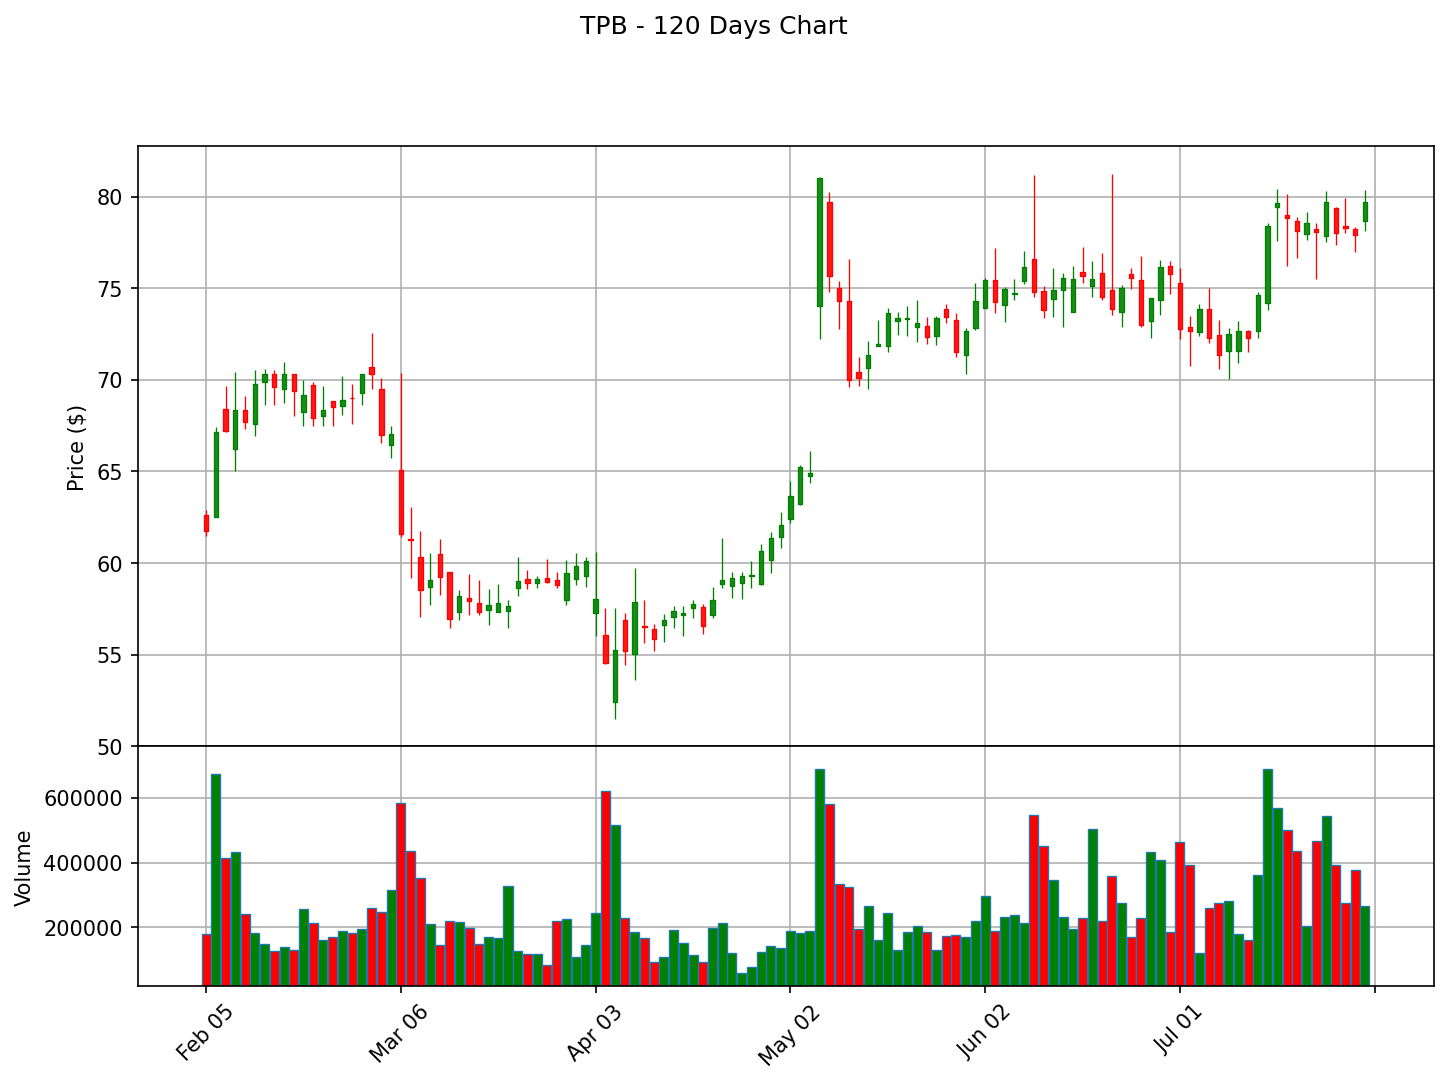 TPB - 120 Days Chart
Price ($)
80
75
70
65
60
55
50
Volume
600000
400000
200000
Feb 05
Mar 06
Apr 03
May 02
Jun 02
Jul 01